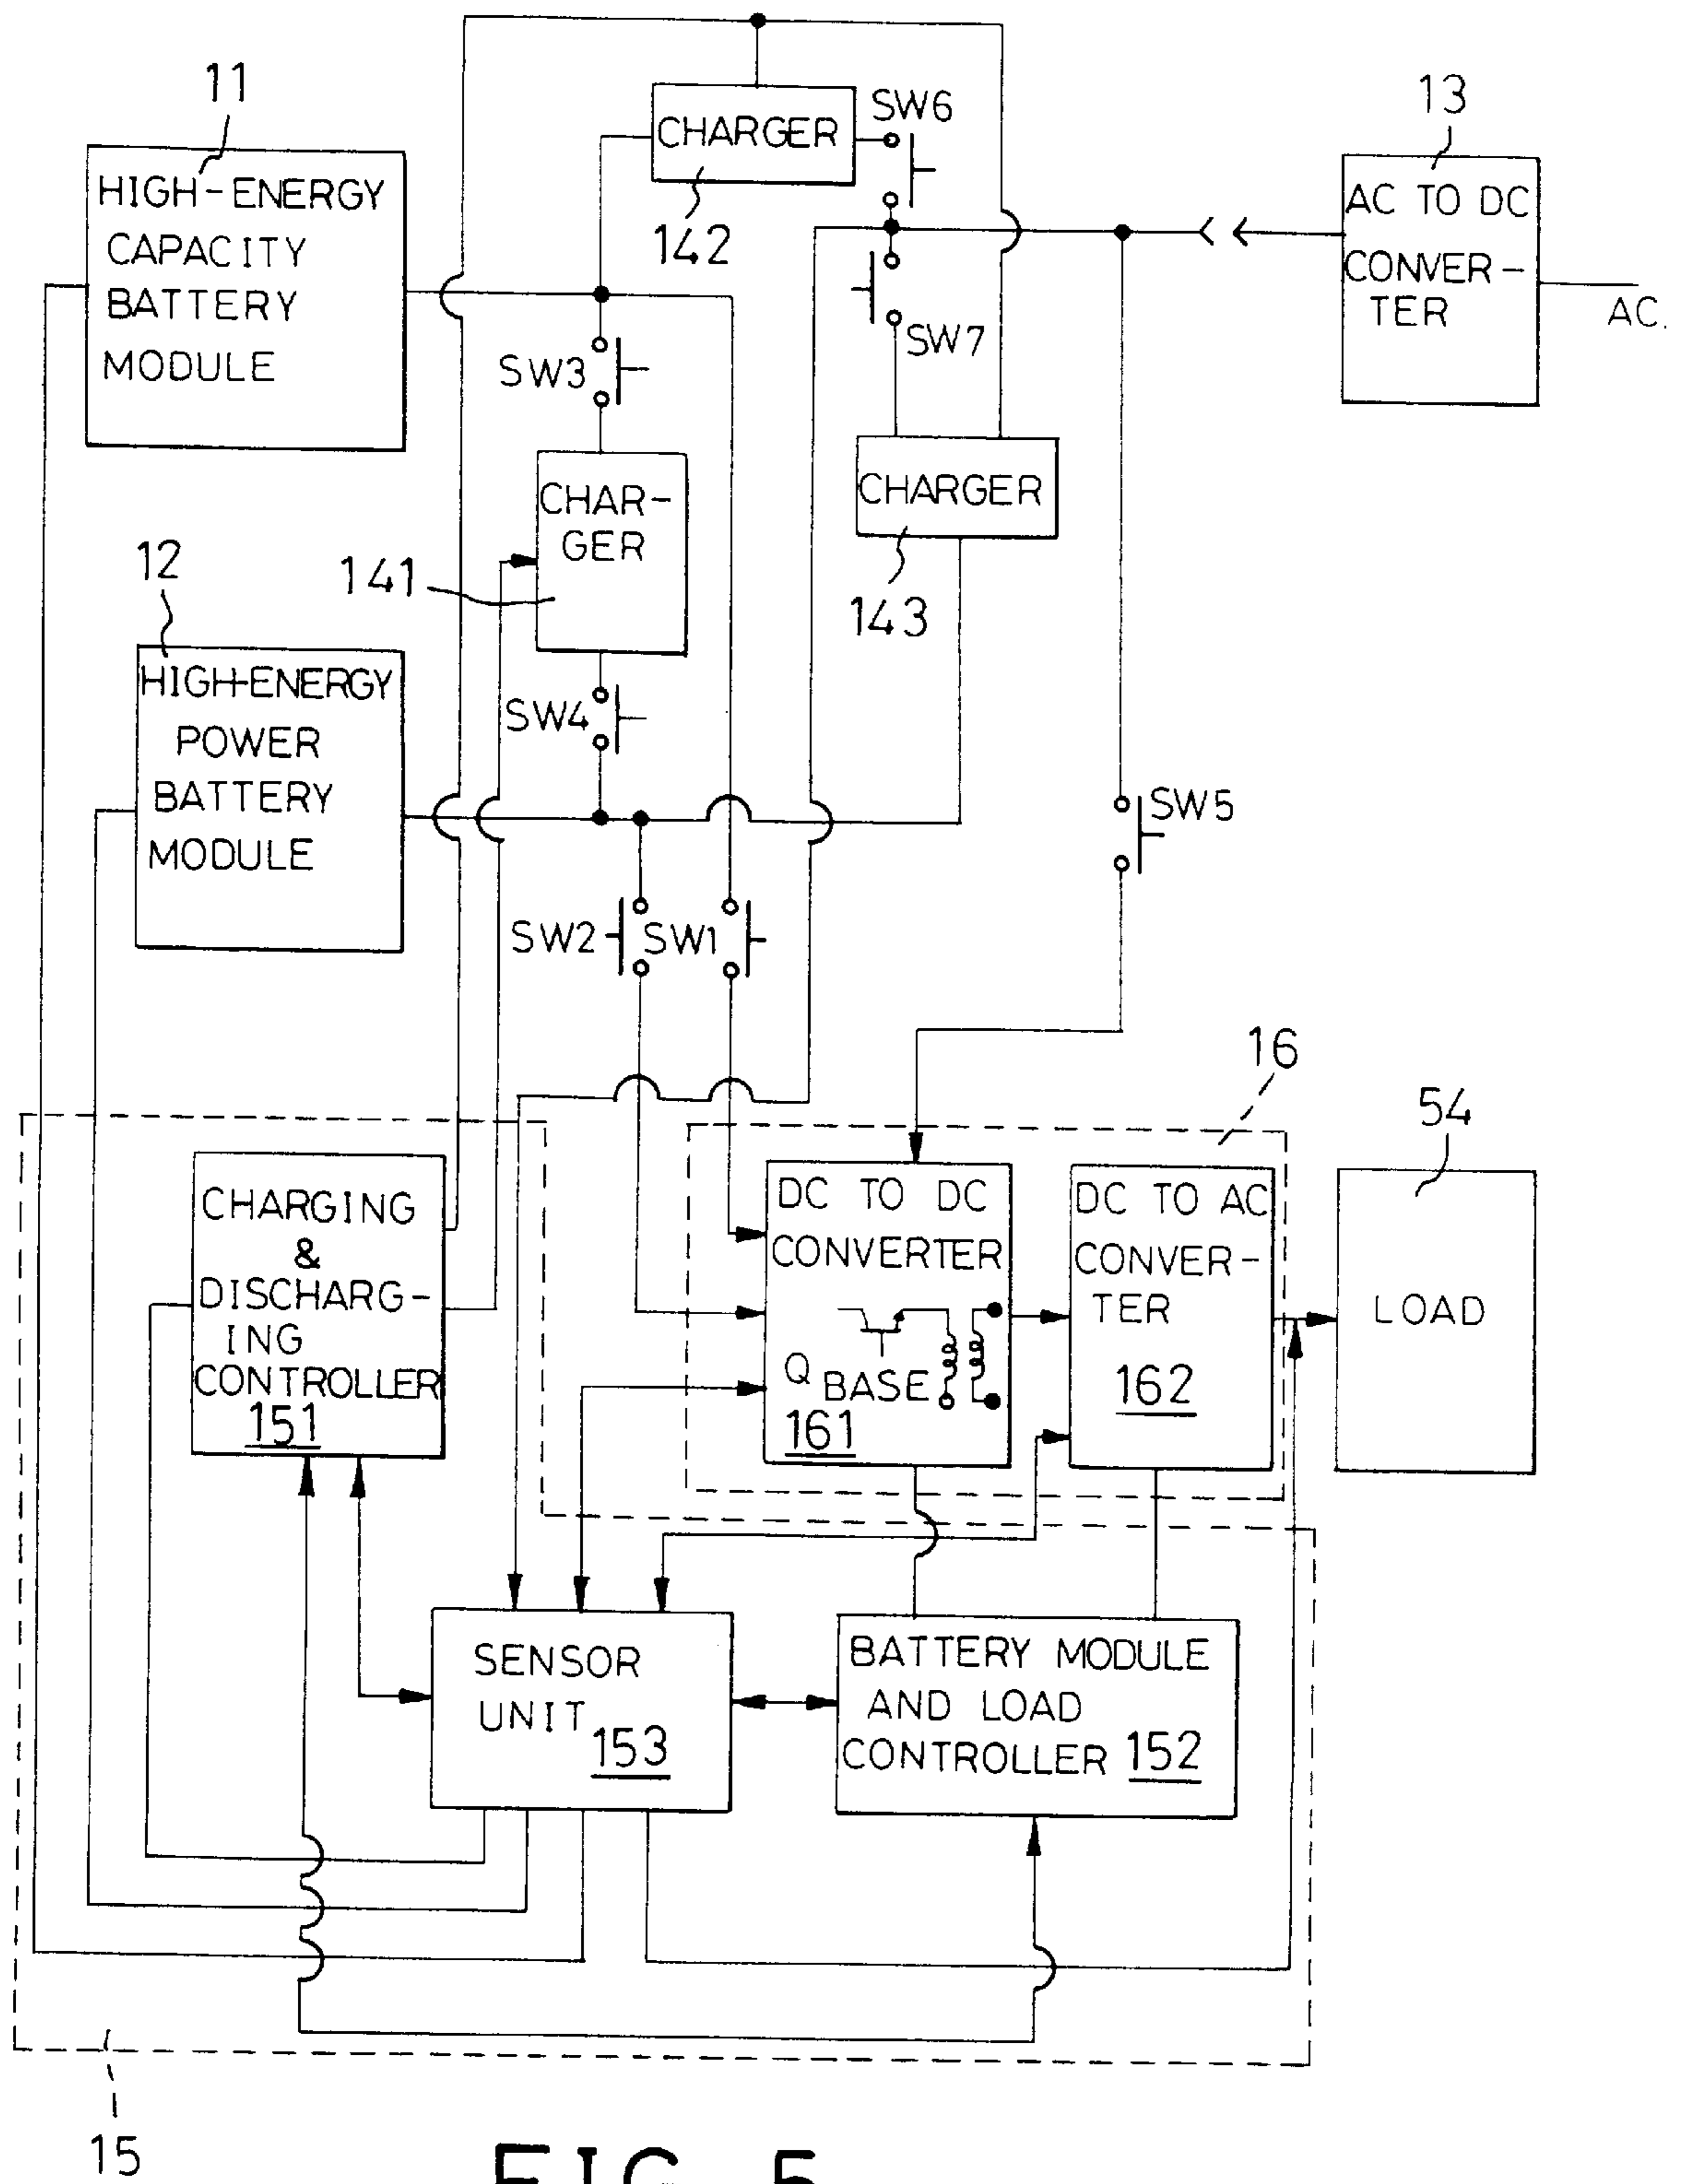 11
HIGH-ENERGY
CAPACITY
BATTERY
MODULE
CHARGER
142
SW6
13
AC TO DC
CONVER-
TER
AC.
SW7
SW3
CHAR-
GER
141
CHARGER
143
12
HIGH-ENERGY
POWER
BATTERY
MODULE
SW4
SW5
SW2
SW1
16
54
CHARGING
&
DISCHARG-
ING
CONTROLLER
151
DC TO DC
CONVERTER
Q
BASE
161
DC TO AC
CONVER-
TER
162
LOAD
SENSOR
UNIT
153
BATTERY MODULE
AND LOAD
CONTROLLER 152
15
FIG. 5